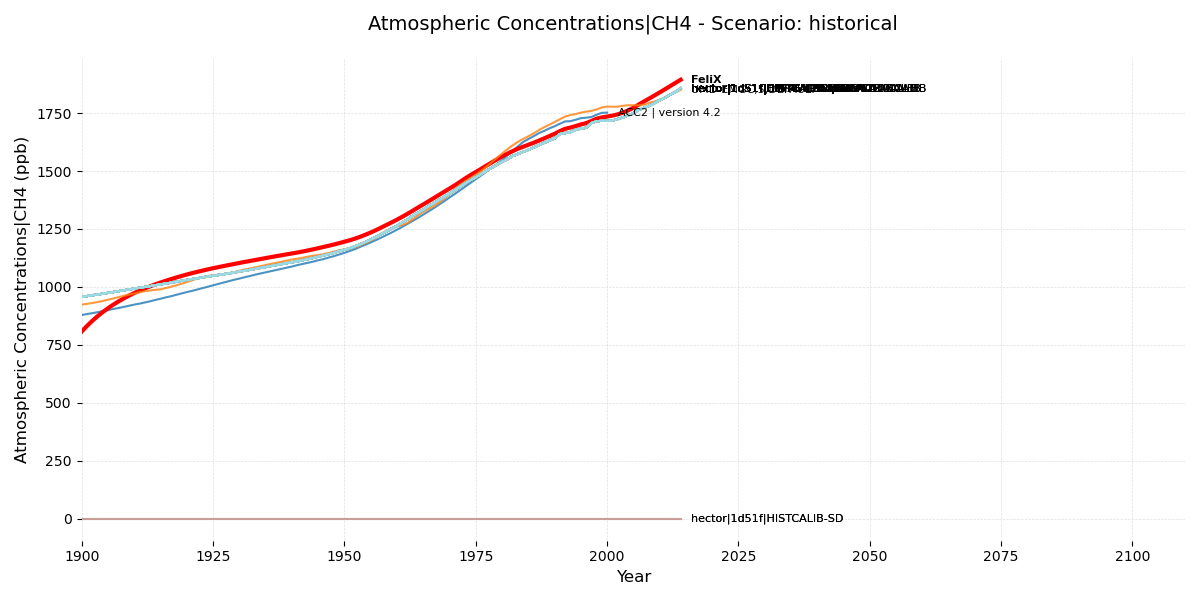 Atmospheric Concentrations|CH4 - Scenario: historical
Atmospheric Concentrations|CH4 (ppb)
1750
1500
1250
1000
750
500
250
0
FeliX
ACC2 | version 4.2
hector|1d51f|HISTCALIB-SD
1900
1925
1950
1975
2000
2025
2050
2075
2100
Year